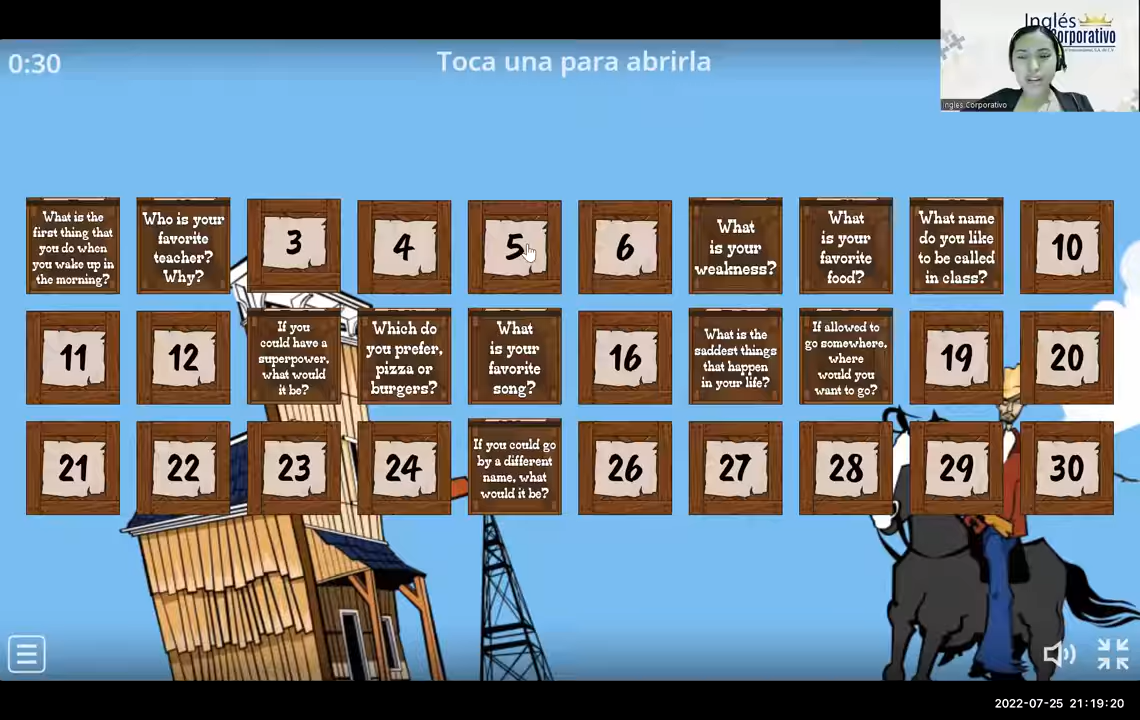 Inglés
Corporativo
Ingles Corporativo
0:30
Toca una para abrirla
What is the
first thing that
you do when
you wake up in
the morning?
Who is your
favorite
teacher?
Why?
3
4
5
6
What
is your
weakness?
What
is your
favorite
food?
What name
do you like
to be called
in class?
10
11
12
If you
could have a
superpower,
what would
it be?
Which do
you prefer,
pizza or
burgers?
What
is your
favorite
song?
16
What is the
saddest things
that happen
in your life?
If allowed to
go somewhere,
where
would you
want to go?
19
20
21
22
23
24
If you could go
by a different
name, what
would it be?
26
27
28
29
30
2022-07-25 21:19:20